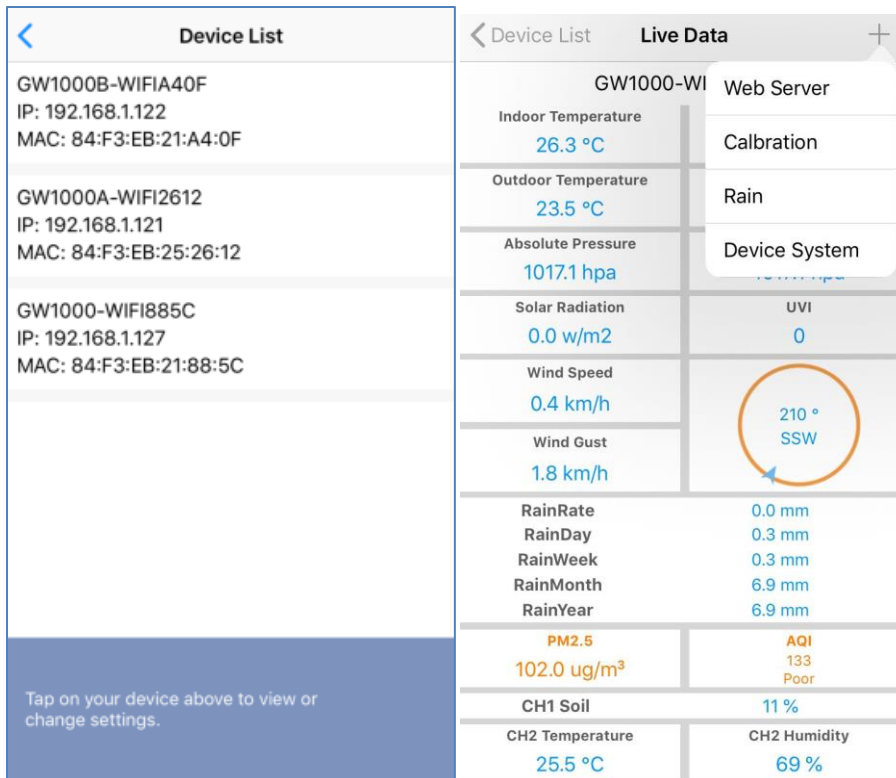 Device List
GW1000B-WIFIA40F
IP: 192.168.1.122
MAC: 84:F3:EB:21:A4:0F
GW1000A-WIFI2612
IP: 192.168.1.121
MAC: 84:F3:EB:25:26:12
GW1000-WIFI885C
IP: 192.168.1.127
MAC: 84:F3:EB:21:88:5C
Tap on your device above to view or
change settings.
Device List Live Data
GW1000-WI
Web Server
Calbration
Rain
Device System
Indoor Temperature
26.3 °C
Outdoor Temperature
23.5 °C
Absolute Pressure
1017.1 hpa
Solar Radiation UVI
0.0 w/m2 0
Wind Speed
0.4 km/h
210 °
SSW
Wind Gust
1.8 km/h
RainRate 0.0 mm
RainDay 0.3 mm
RainWeek 0.3 mm
RainMonth 6.9 mm
RainYear 6.9 mm
PM2.5 AQI
102.0 ug/m³ 133
Poor
CH1 Soil 11 %
CH2 Temperature CH2 Humidity
25.5 °C 69 %